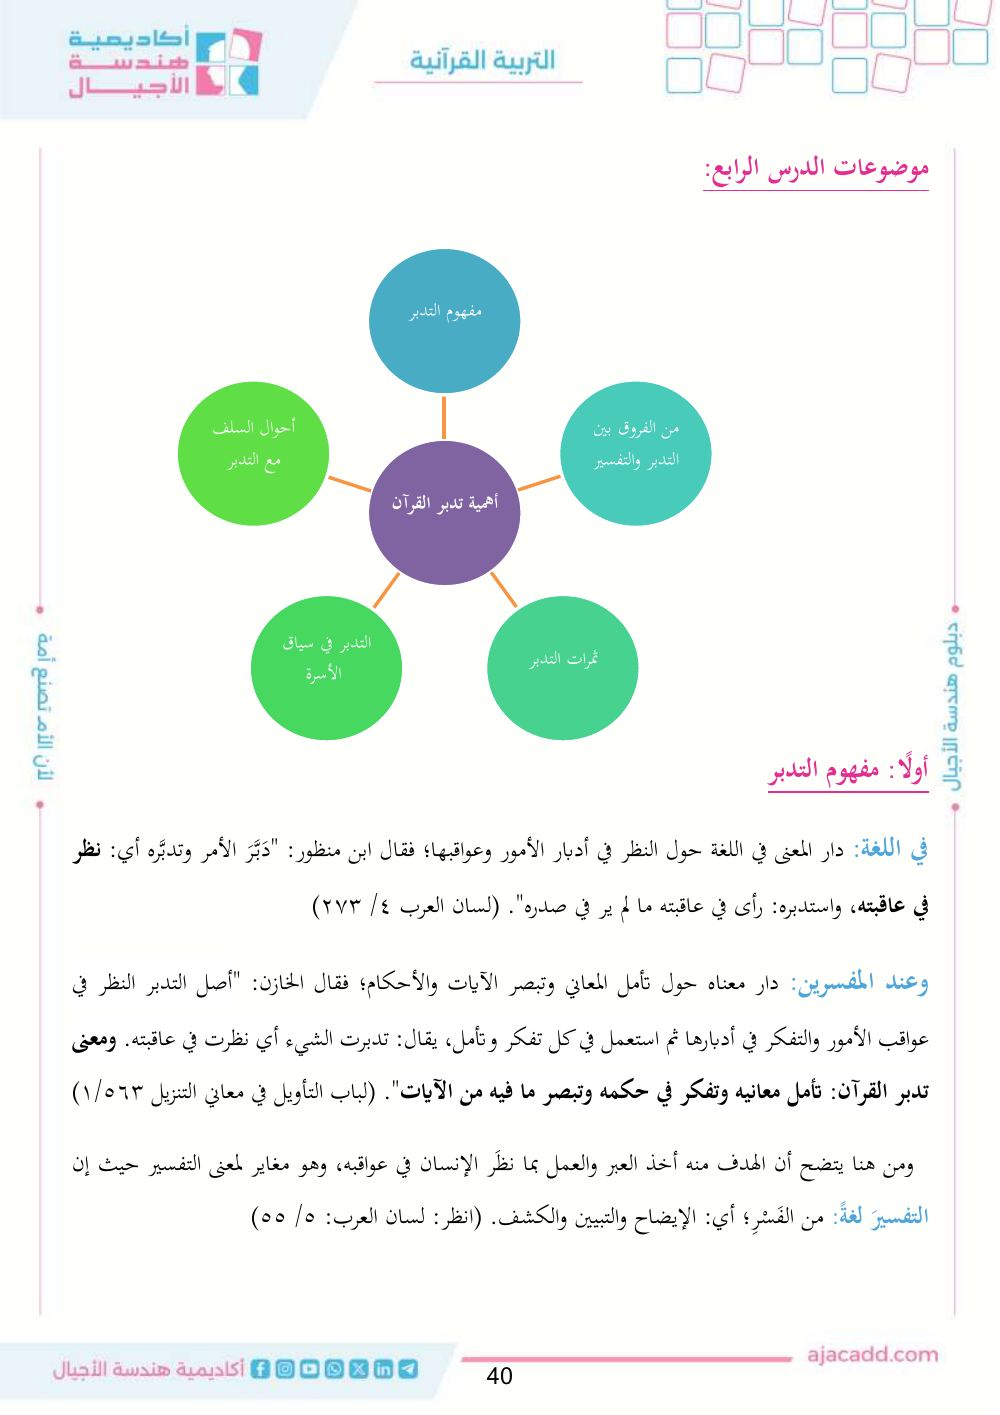 أكاديمية
هندسة
الأجيال
التربية القرآنية
موضوعات الدرس الرابع:
مفهوم التدبر
من الفروق بين
التدبر والتفسير
ثمرات التدبر
التدبر في سياق
الأسرة
أحوال السلف
مع التدبر
أهمية تدبر القرآن
أولًا: مفهوم التدبر
في اللغة: دار المعنى في اللغة حول النظر في أدبار الأمور وعواقبها؛ فقال ابن منظور: "دَبَّرَ الأمر وتدبَّره أي: نظر
في عاقبته، واستدبره: رأى في عاقبته ما لم ير في صدره". (لسان العرب ٤/ ٢٧٣)
وعند المفسرين: دار معناه حول تأمل المعاني وتبصر الآيات والأحكام؛ فقال الخازن: "أصل التدبر النظر في
عواقب الأمور والتفكر في أدبارها ثم استعمل في كل تفكر وتأمل، يقال: تدبرت الشيء أي نظرت في عاقبته. ومعنى
تدبر القرآن: تأمل معانيه وتفكر في حكمه وتبصر ما فيه من الآيات". (لباب التأويل في معاني التنزيل ١/٥٦٣)
ومن هنا يتضح أن الهدف منه أخذ العبر والعمل بما نظَر الإنسان في عواقبه، وهو مغاير لمعنى التفسير حيث إن
التفسيرَ لغةً: من الفَسْرِ؛ أي: الإيضاح والتبيين والكشف. (انظر: لسان العرب: ٥/ ٥٥)
دبلوم هندسة الأجيال
لأن الأم تصنع أمة
أكاديمية هندسة الأجيال
40
ajacadd.com